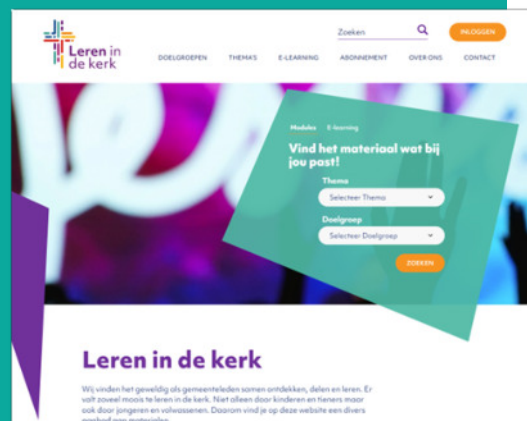 Zoeken
INLOGGEN
Leren in
de kerk
DOELGROEPEN THEMA'S E-LEARNING ABONNEMENT OVER ONS CONTACT
Modules E-learning
Vind het materiaal wat bij
jou past!
Thema
Selecteer Thema
Doelgroep
Selecteer Doelgroep
ZOEKEN
Leren in de kerk
Wij vinden het geweldig als gemeenteleden samen ontdekken, delen en leren. Er
valt zoveel moois te leren in de kerk. Niet alleen door kinderen en tieners maar
ook door jongeren en volwassenen. Daarom vind je op deze website een divers
aanbod aan materialen